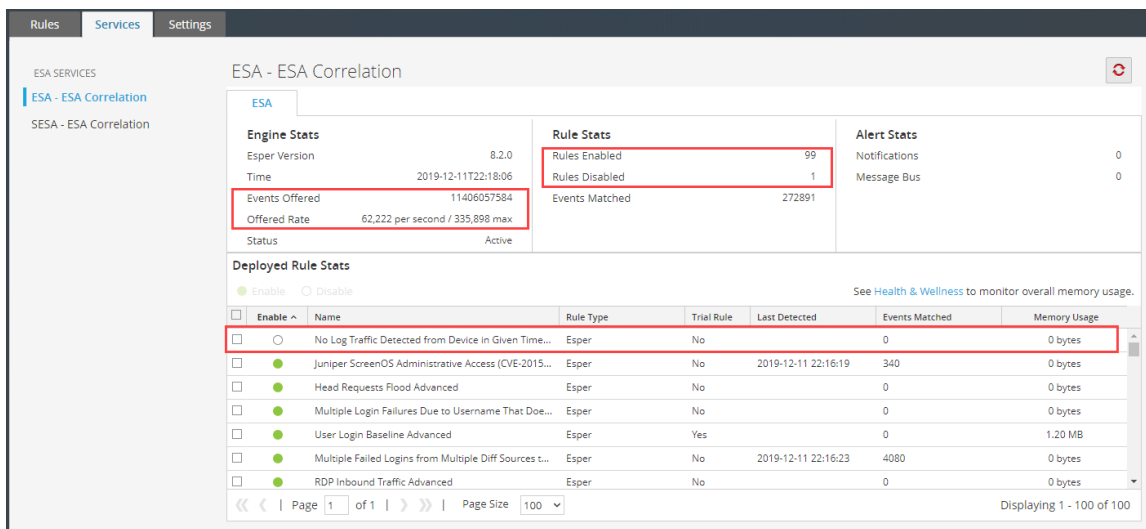 Rules Services Settings
ESA SERVICES
ESA - ESA Correlation
SESA - ESA Correlation
ESA - ESA Correlation
ESA
Engine Stats
Esper Version 8.2.0
Time 2019-12-11T22:18:06
Events Offered 11406057584
Offered Rate 62,222 per second / 335,898 max
Status Active
Rule Stats
Rules Enabled 99
Rules Disabled 1
Events Matched 272891
Alert Stats
Notifications 0
Message Bus 0
Deployed Rule Stats
Enable Disable
See Health & Wellness to monitor overall memory usage.
Enable Name Rule Type Trial Rule Last Detected Events Matched Memory Usage
No Log Traffic Detected from Device in Given Time... Esper No 0 0 bytes
Juniper ScreenOS Administrative Access (CVE-2015... Esper No 2019-12-11 22:16:19 340 0 bytes
Head Requests Flood Advanced Esper No 0 0 bytes
Multiple Login Failures Due to Username That Doe... Esper No 0 0 bytes
User Login Baseline Advanced Esper Yes 0 1.20 MB
Multiple Failed Logins from Multiple Diff Sources t... Esper No 2019-12-11 22:16:23 4080 0 bytes
RDP Inbound Traffic Advanced Esper No 0 0 bytes
Page 1 of 1 Page Size 100 Displaying 1 - 100 of 100